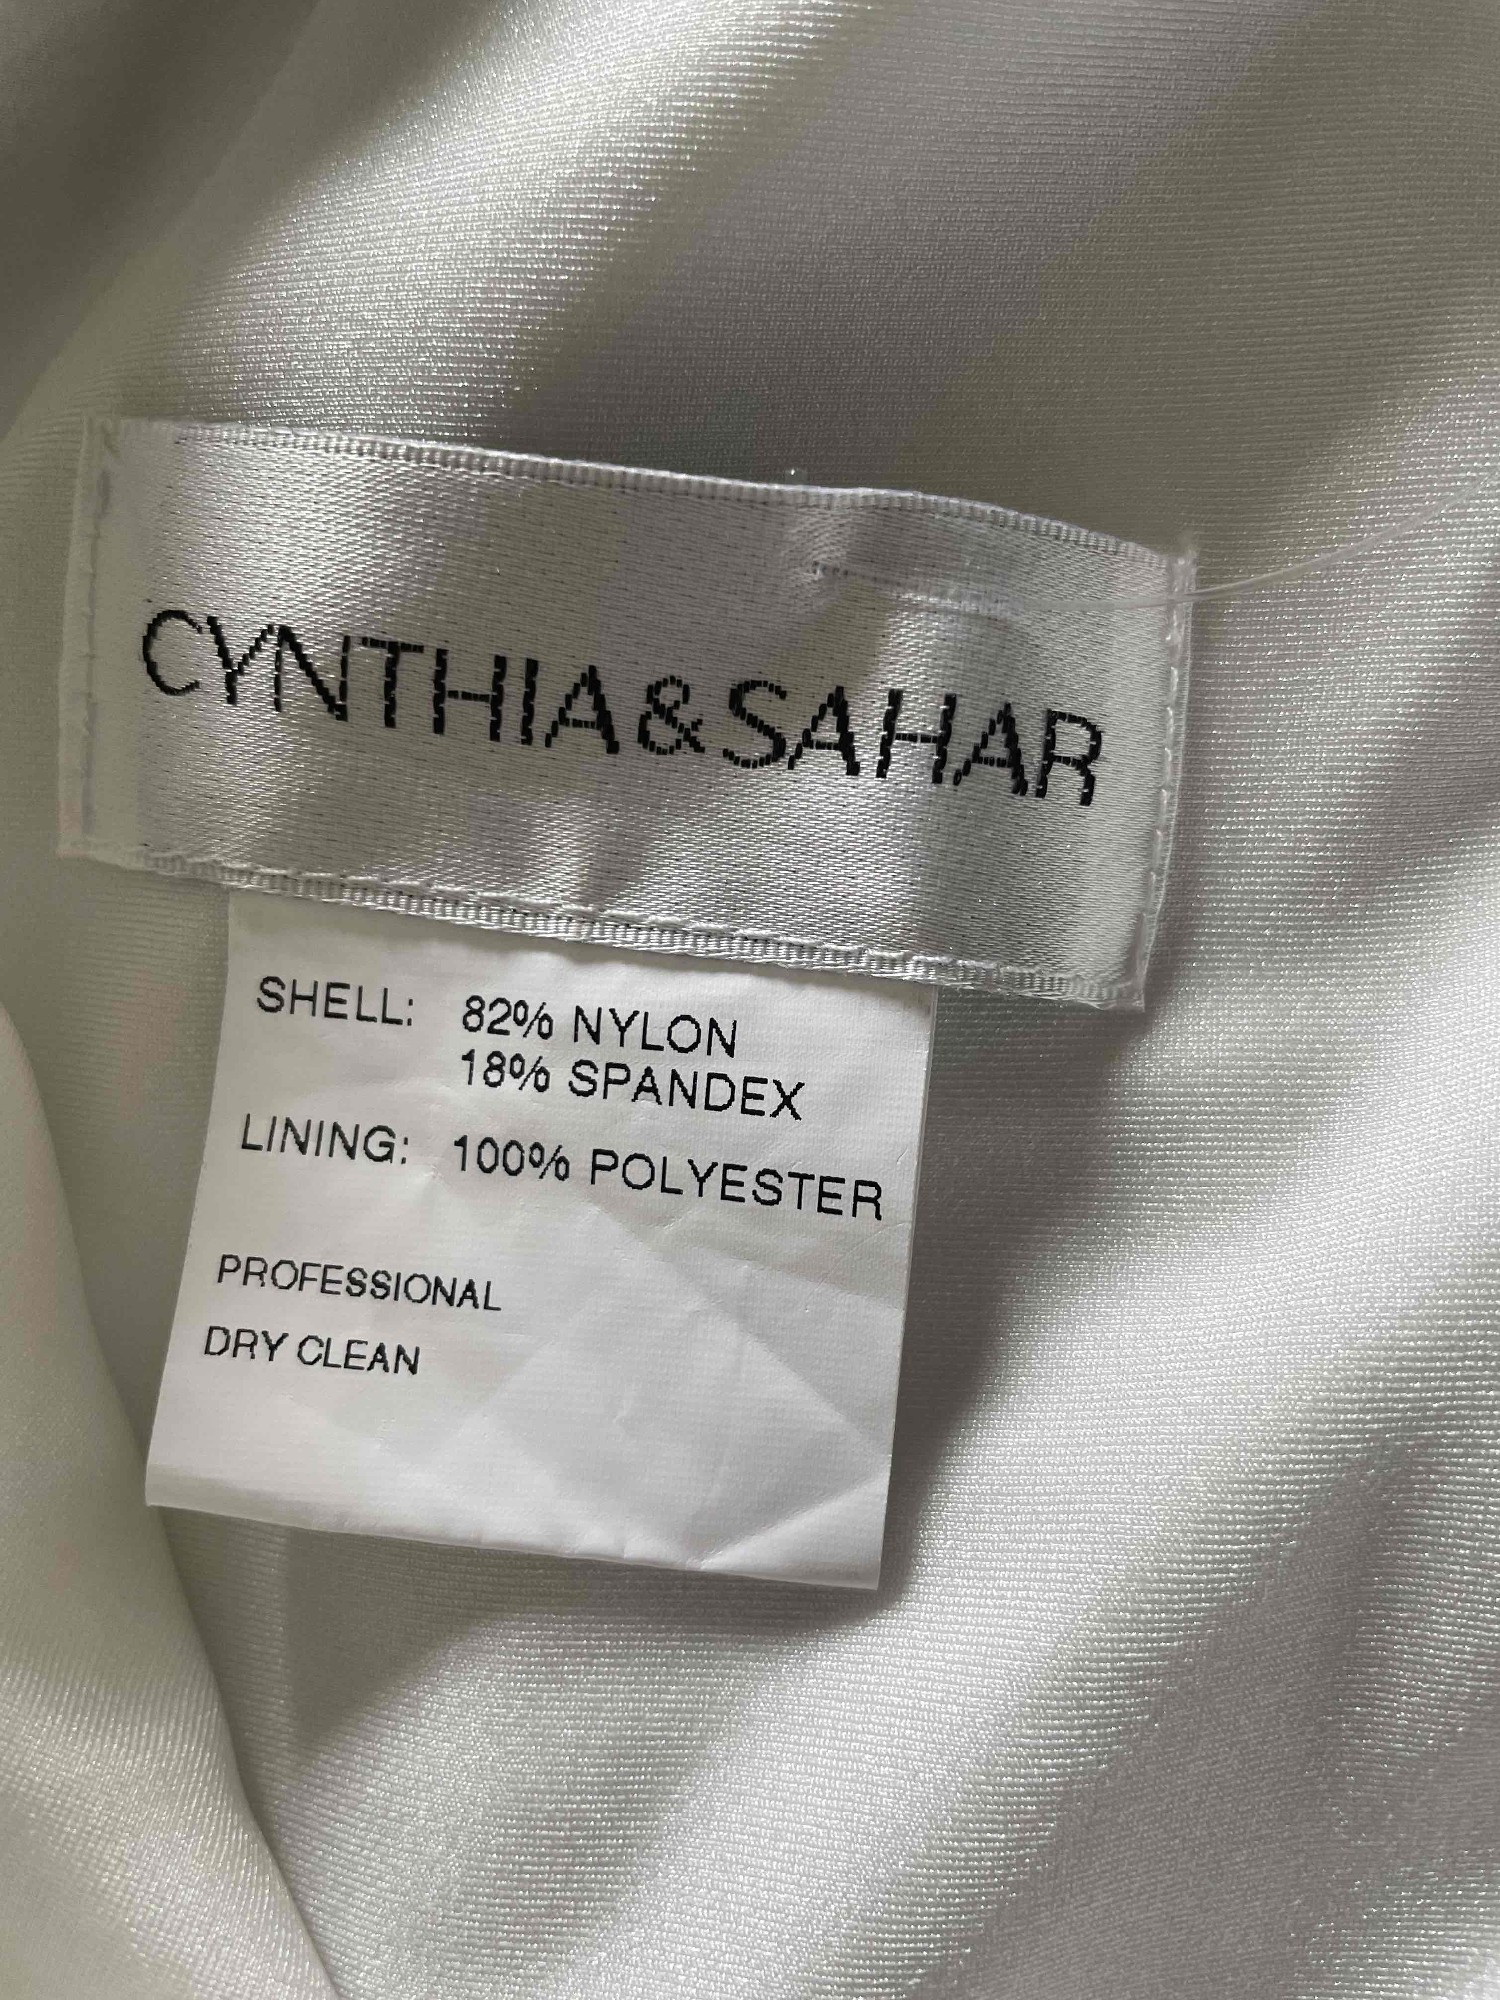 CYNTHIA&SAHAR
SHELL: 82% NYLON
18% SPANDEX
LINING: 100% POLYESTER
PROFESSIONAL
DRY CLEAN